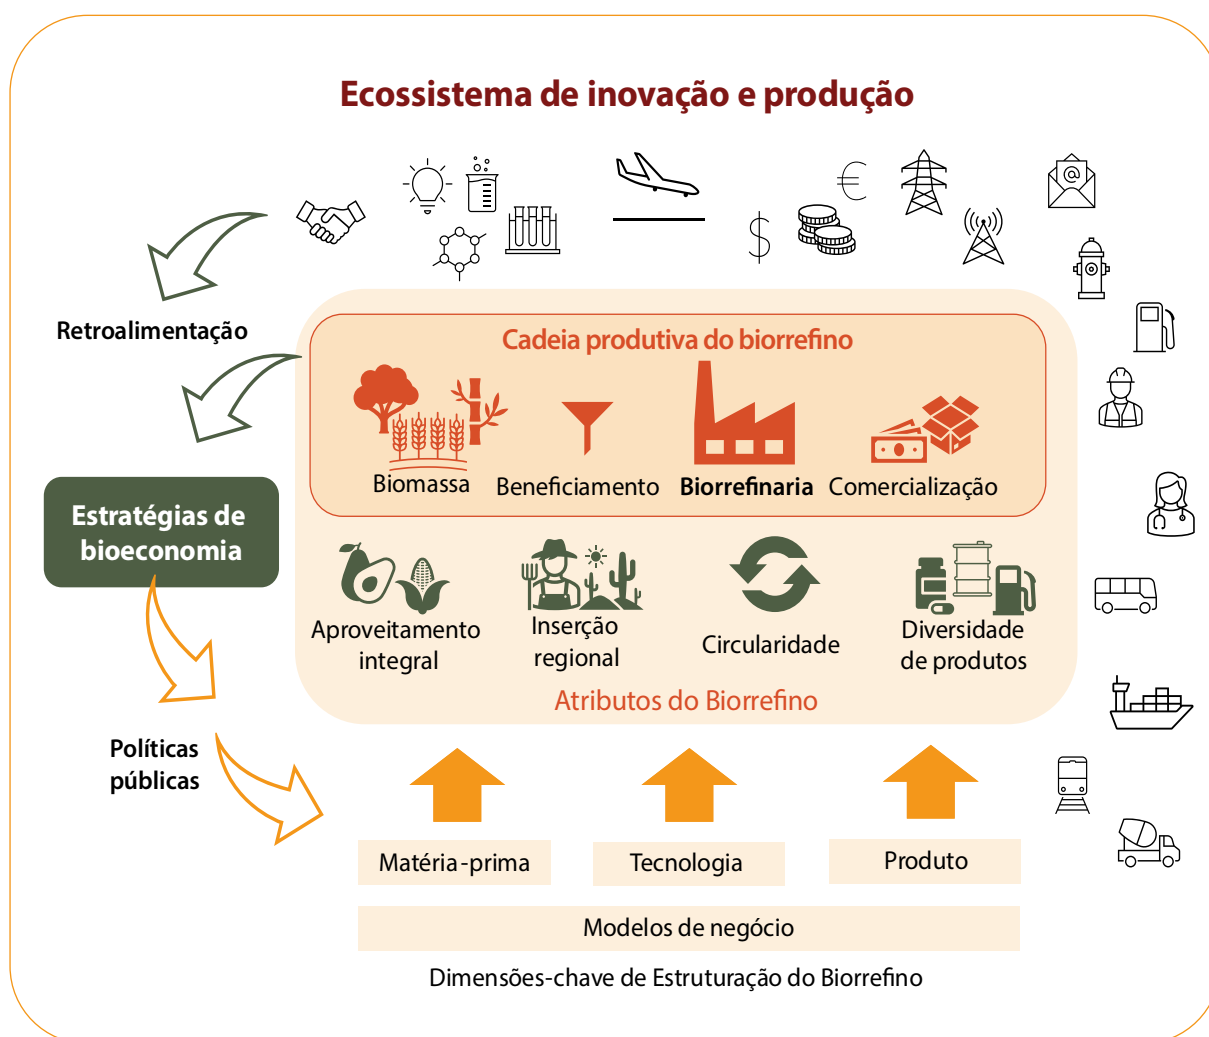 Ecossistema de inovação e produção
€
@
$
Retroalimentação
Cadeia produtiva do biorrefino
Biomassa
Beneficiamento
Biorrefinaria
Comercialização
Estratégias de
bioeconomia
Aproveitamento
integral
Inserção
regional
Circularidade
Diversidade
de produtos
Atributos do Biorrefino
Políticas
públicas
Matéria-prima
Tecnologia
Produto
Modelos de negócio
Dimensões-chave de Estruturação do Biorrefino